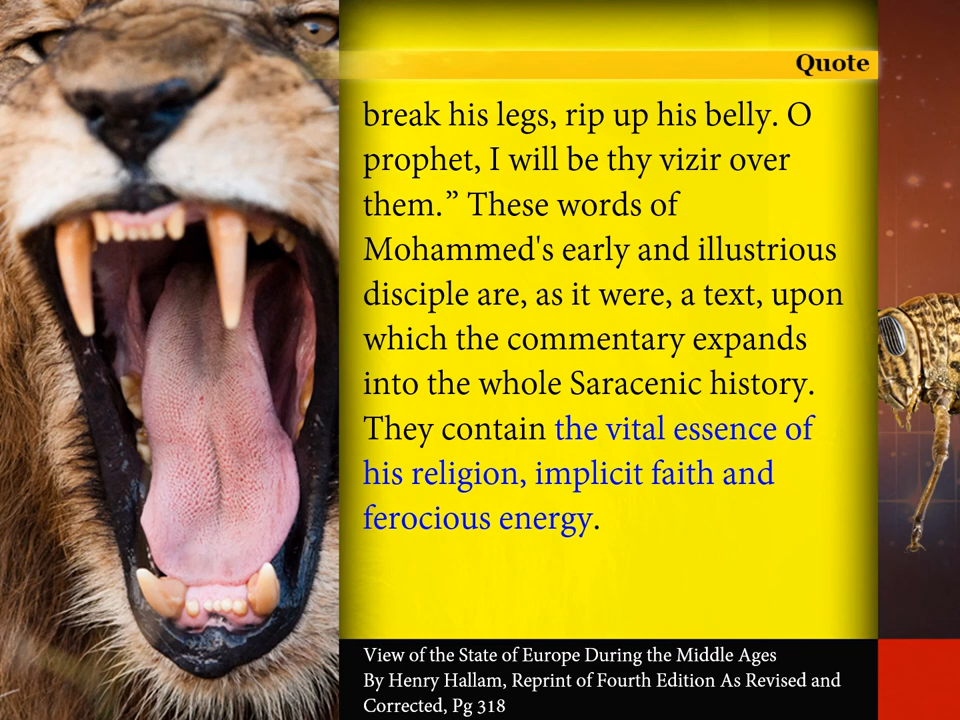 Quote
break his legs, rip up his belly. O
prophet, I will be thy vizir over
them.” These words of
Mohammed's early and illustrious
disciple are, as it were, a text, upon
which the commentary expands
into the whole Saracenic history.
They contain the vital essence of
his religion, implicit faith and
ferocious energy.
View of the State of Europe During the Middle Ages
By Henry Hallam, Reprint of Fourth Edition As Revised and
Corrected, Pg 318